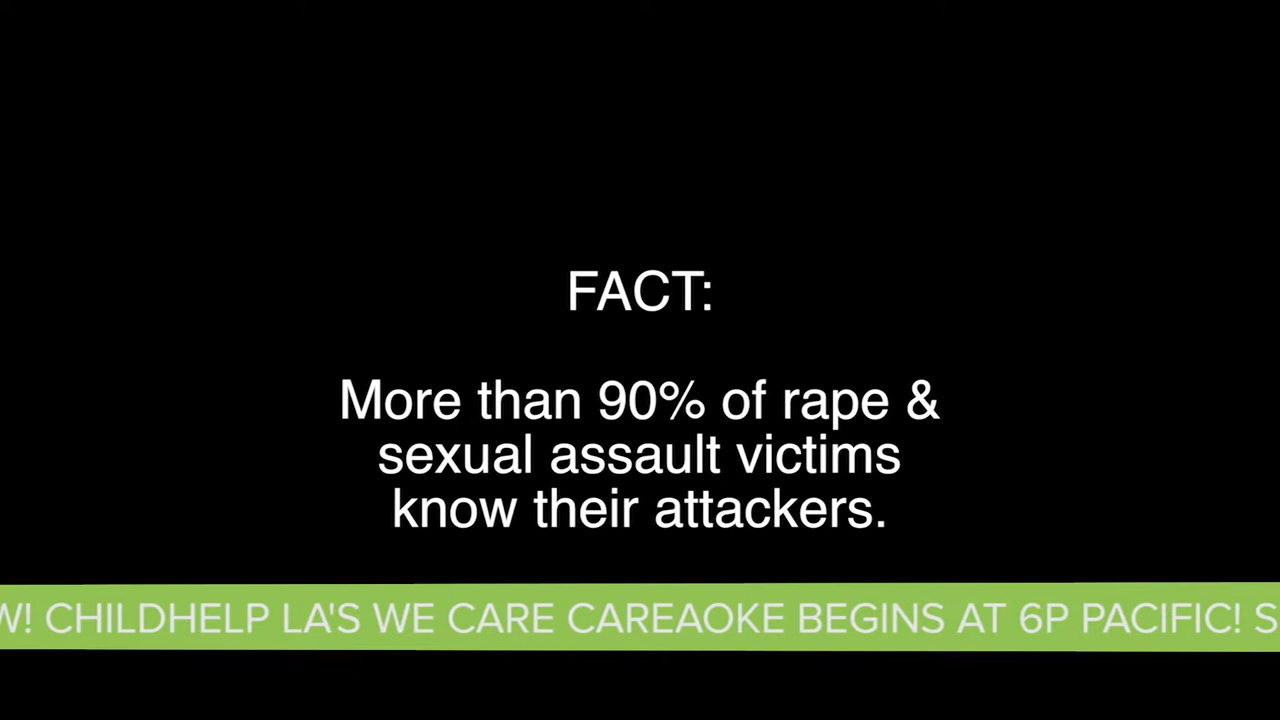 FACT:
More than 90% of rape &
sexual assault victims
know their attackers.
W! CHILDHELP LA'S WE CARE CAREAOKE BEGINS AT 6P PACIFIC! S